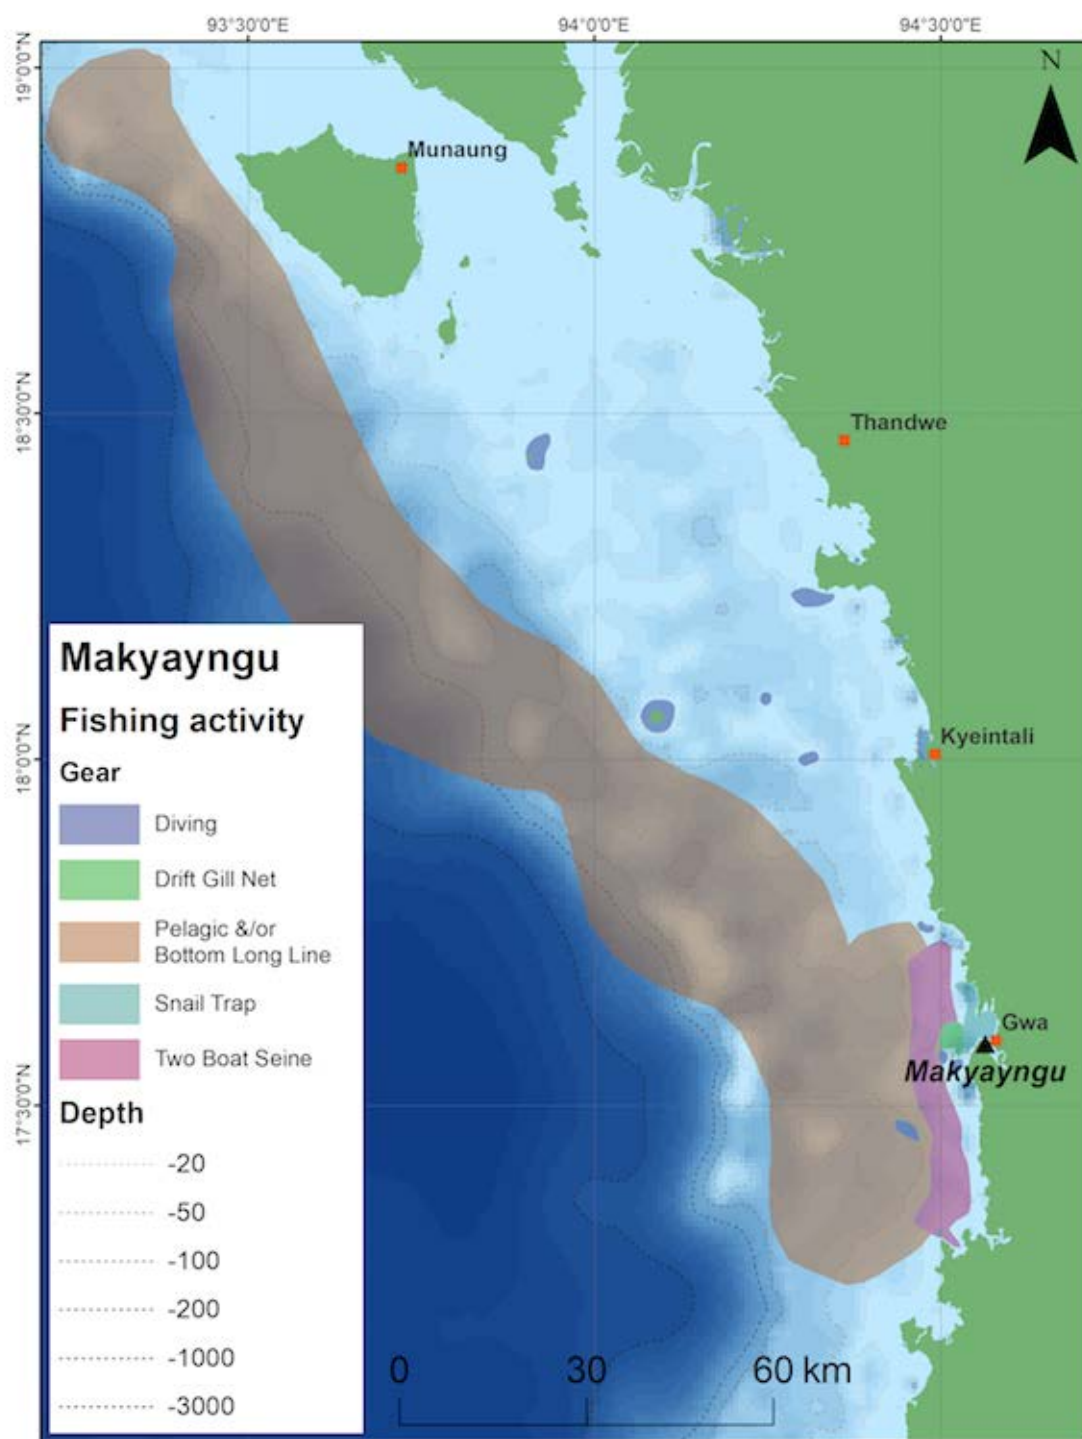 93°30'0"E
94°0'0"E
94°30'0"E
19°0'0"N
N
Munaung
18°30'0"N
Thandwe
Kyeintali
18°0'0"N
Gwa
Makyayngu
17°30'0"N
Makyayngu
Fishing activity
Gear
Diving
Drift Gill Net
Pelagic &/or
Bottom Long Line
Snail Trap
Two Boat Seine
Depth
-20
-50
-100
-200
-1000
-3000
0 30 60 km